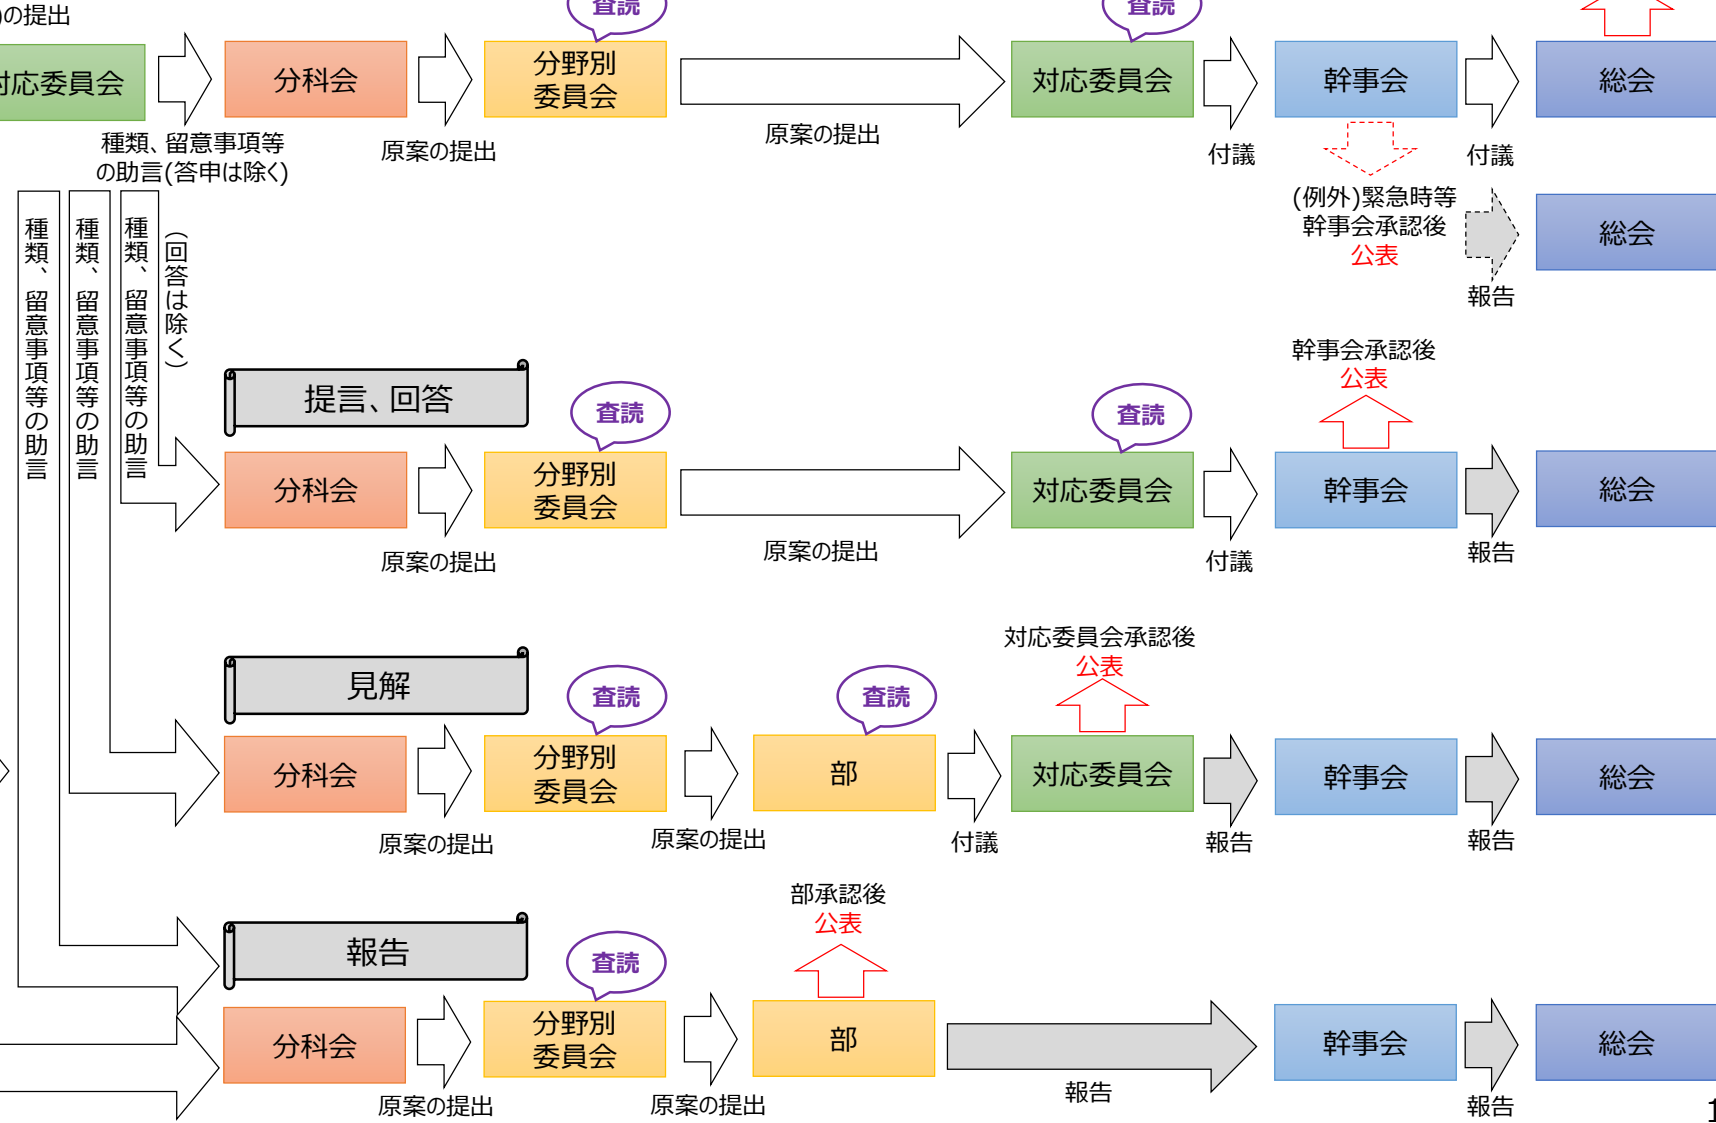 の提出
査読
査読
対応委員会
分科会
分野別
委員会
対応委員会
幹事会
総会
種類、留意事項等
の助言(答申は除く)
原案の提出
原案の提出
付議
付議
(例外)緊急時等
幹事会承認後
公表
報告
総会
種類、留意事項等の助言
種類、留意事項等の助言
種類、留意事項等の助言
(回答は除く)
提言、回答
査読
査読
幹事会承認後
公表
分科会
分野別
委員会
対応委員会
幹事会
総会
原案の提出
原案の提出
付議
報告
見解
査読
査読
対応委員会承認後
公表
分科会
分野別
委員会
部
対応委員会
幹事会
総会
原案の提出
原案の提出
付議
報告
報告
報告
査読
部承認後
公表
分科会
分野別
委員会
部
幹事会
総会
原案の提出
原案の提出
報告
報告